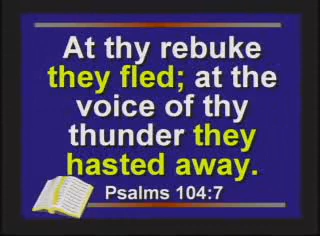 At thy rebuke
they fled; at the
voice of thy
thunder they
hasted away.
Psalms 104:7